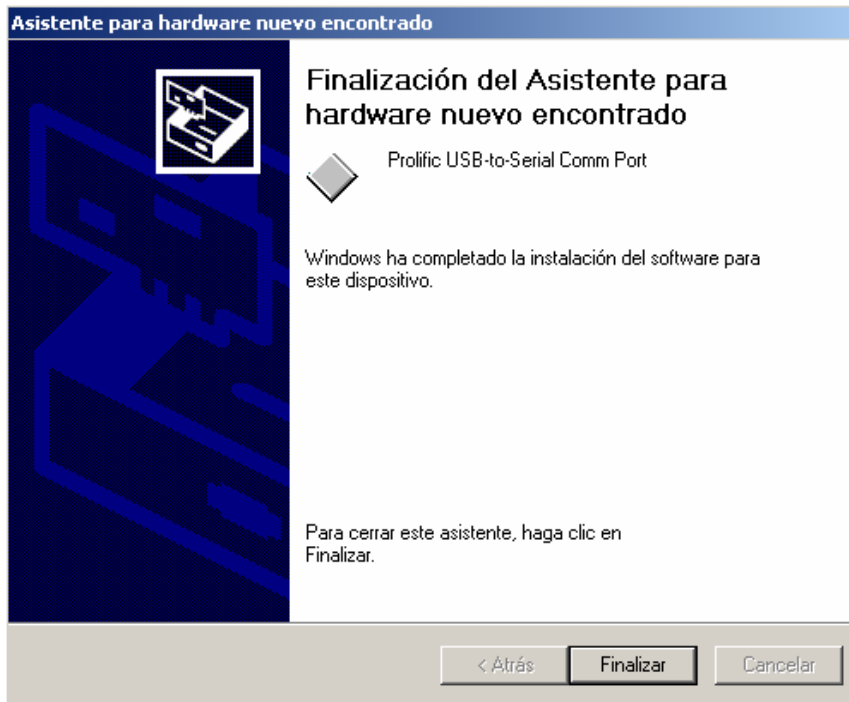 Asistente para hardware nuevo encontrado
Finalización del Asistente para
hardware nuevo encontrado
Prolific USB-to-Serial Comm Port
Windows ha completado la instalación del software para
este dispositivo.
Para cerrar este asistente, haga clic en
Finalizar.
< Atrás
Finalizar
Cancelar